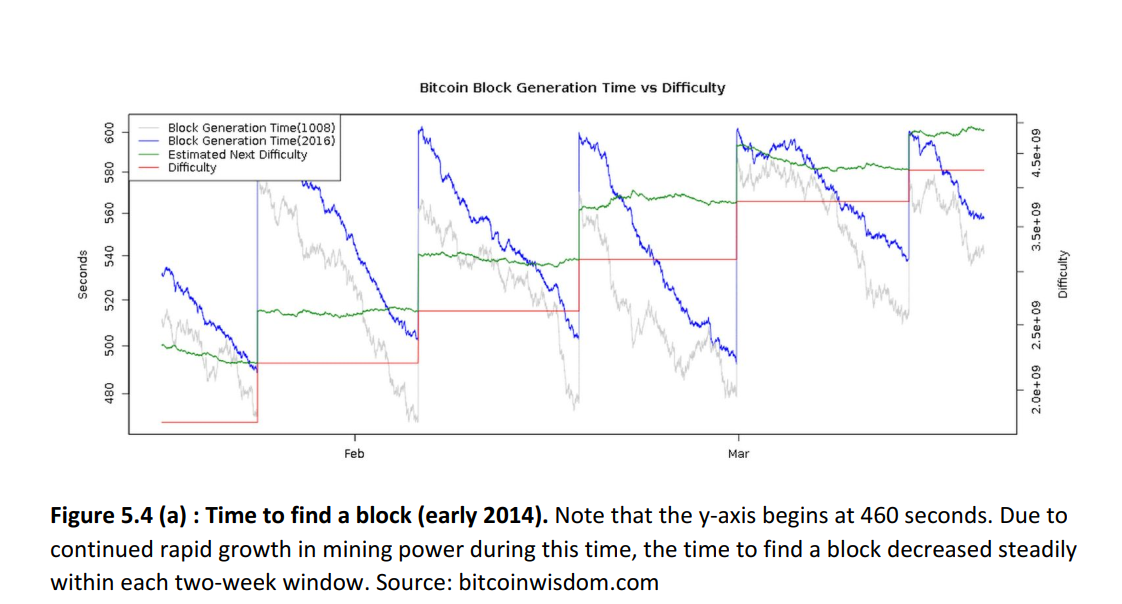 Bitcoin Block Generation Time vs Difficulty
Block Generation Time(1008)
Block Generation Time(2016)
Estimated Next Difficulty
Difficulty
600
580
560
540
520
500
480
Seconds
4.5e+09
3.5e+09
2.5e+09
2.0e+09
Difficulty
Feb
Mar
Figure 5.4 (a) : Time to find a block (early 2014). Note that the y-axis begins at 460 seconds. Due to
continued rapid growth in mining power during this time, the time to find a block decreased steadily
within each two-week window. Source: bitcoinwisdom.com